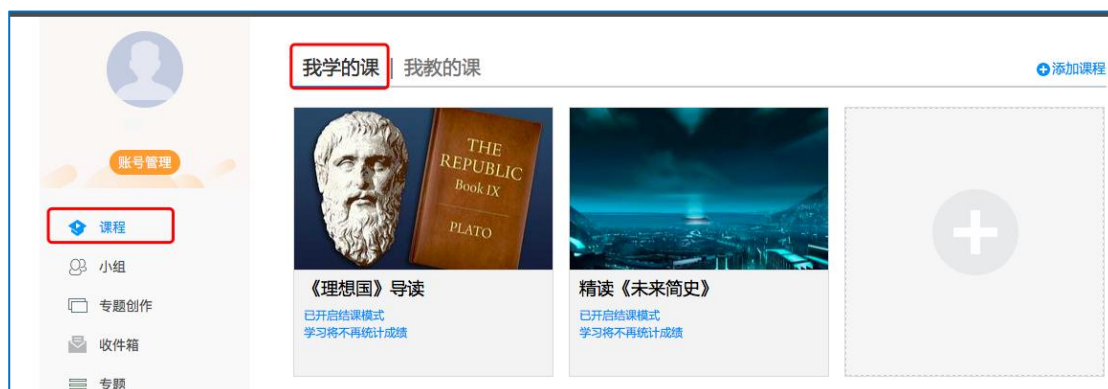 我学的课 | 我教的课
添加课程
账号管理
课程
小组
专题创作
收件箱
专题
THE
REPUBLIC
Book IX
PLATO
《理想国》导读
已开启结课模式
学习将不再统计成绩
精读《未来简史》
已开启结课模式
学习将不再统计成绩